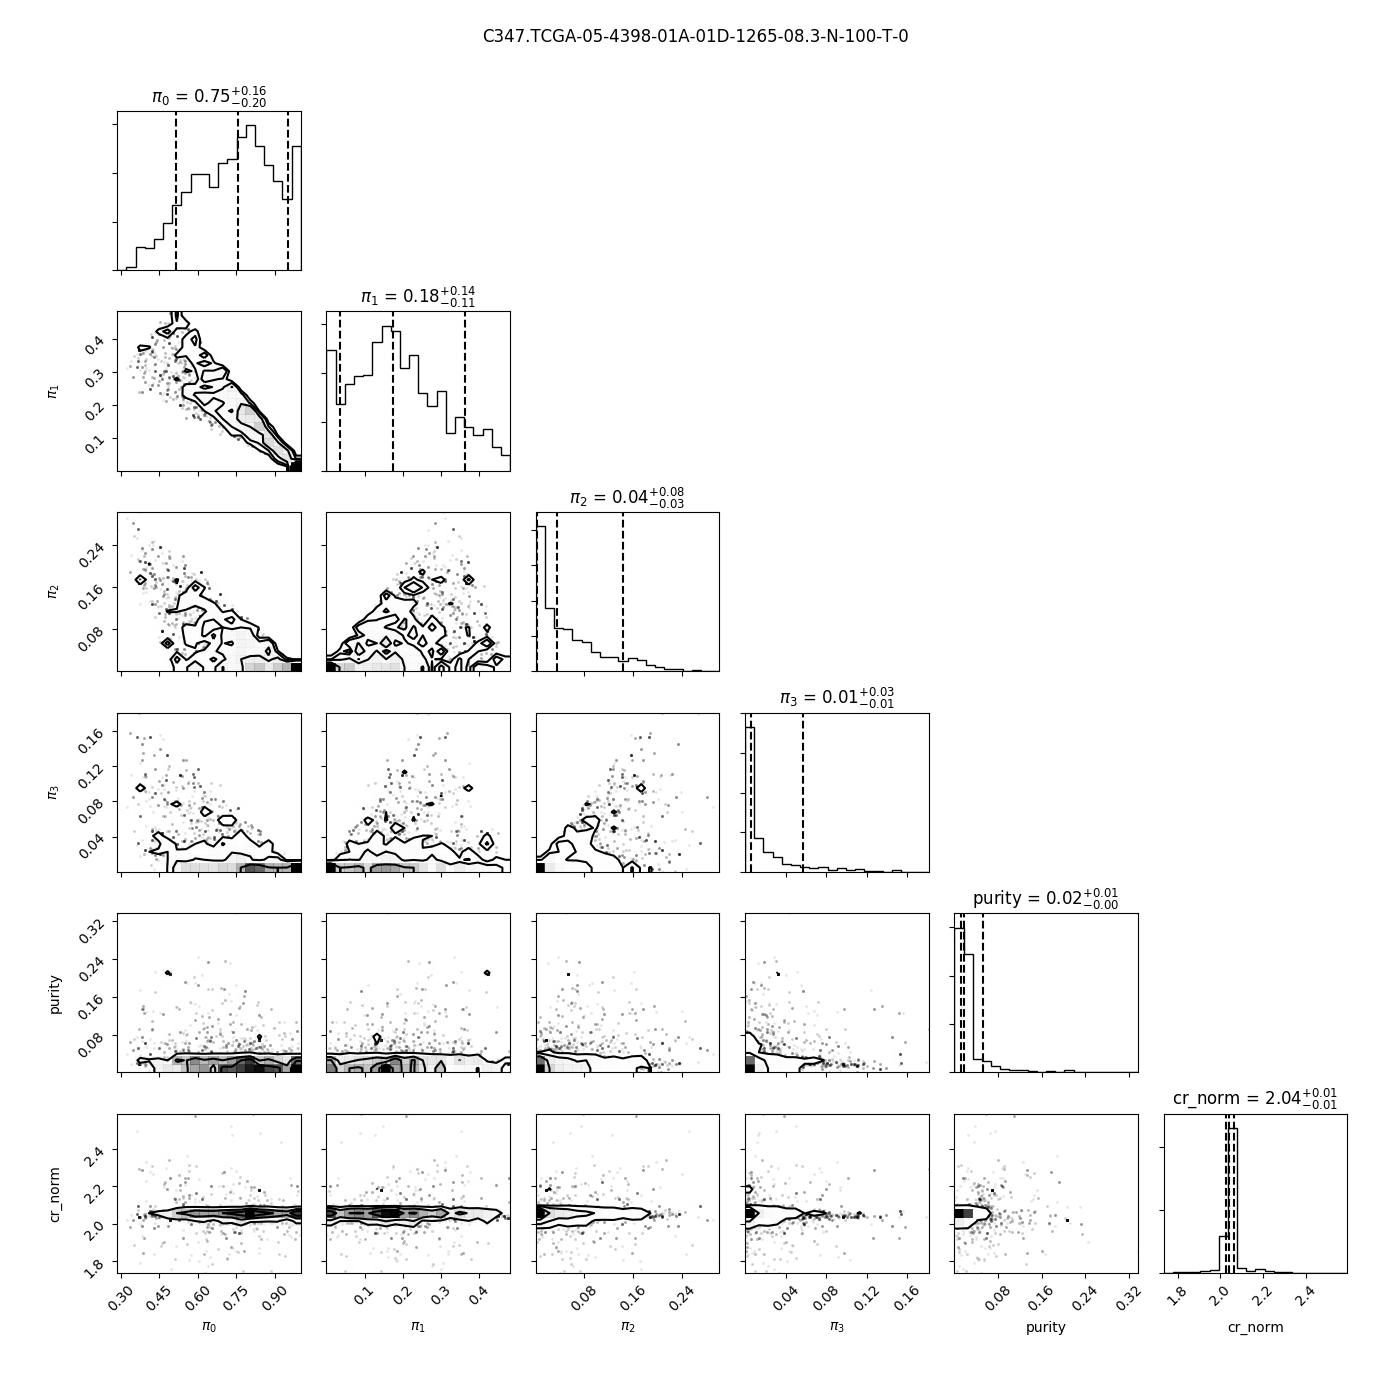 C347.TCGA-05-4398-01A-01D-1265-08.3-N-100-T-0
π₀ = 0.75+0.16−0.20
π₁ = 0.18+0.14−0.11
0.4
0.3
0.2
0.1
π₁
π₂ = 0.04+0.08−0.03
0.24
0.16
0.08
π₂
π₃ = 0.01+0.03−0.01
0.16
0.12
0.08
0.04
π₃
purity = 0.02+0.01−0.00
0.32
0.24
0.16
0.08
purity
cr_norm = 2.04+0.01−0.01
2.4
2.2
2.0
1.8
cr_norm
0.30 0.45 0.60 0.75 0.90 0.1 0.2 0.3 0.4 0.08 0.16 0.24 0.04 0.08 0.12 0.16 0.08 0.16 0.24 0.32 1.8 2.0 2.2 2.4
π₀ π₁ π₂ π₃ purity cr_norm